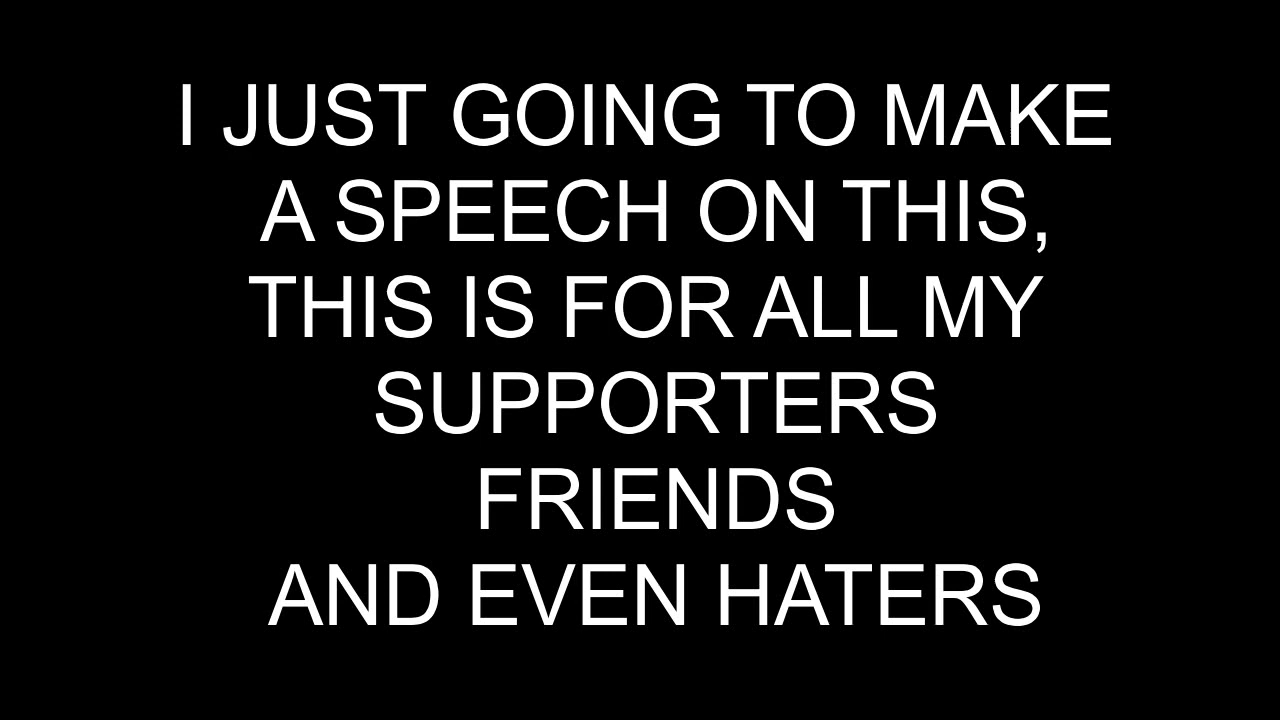 I JUST GOING TO MAKE
A SPEECH ON THIS,
THIS IS FOR ALL MY
SUPPORTERS
FRIENDS
AND EVEN HATERS